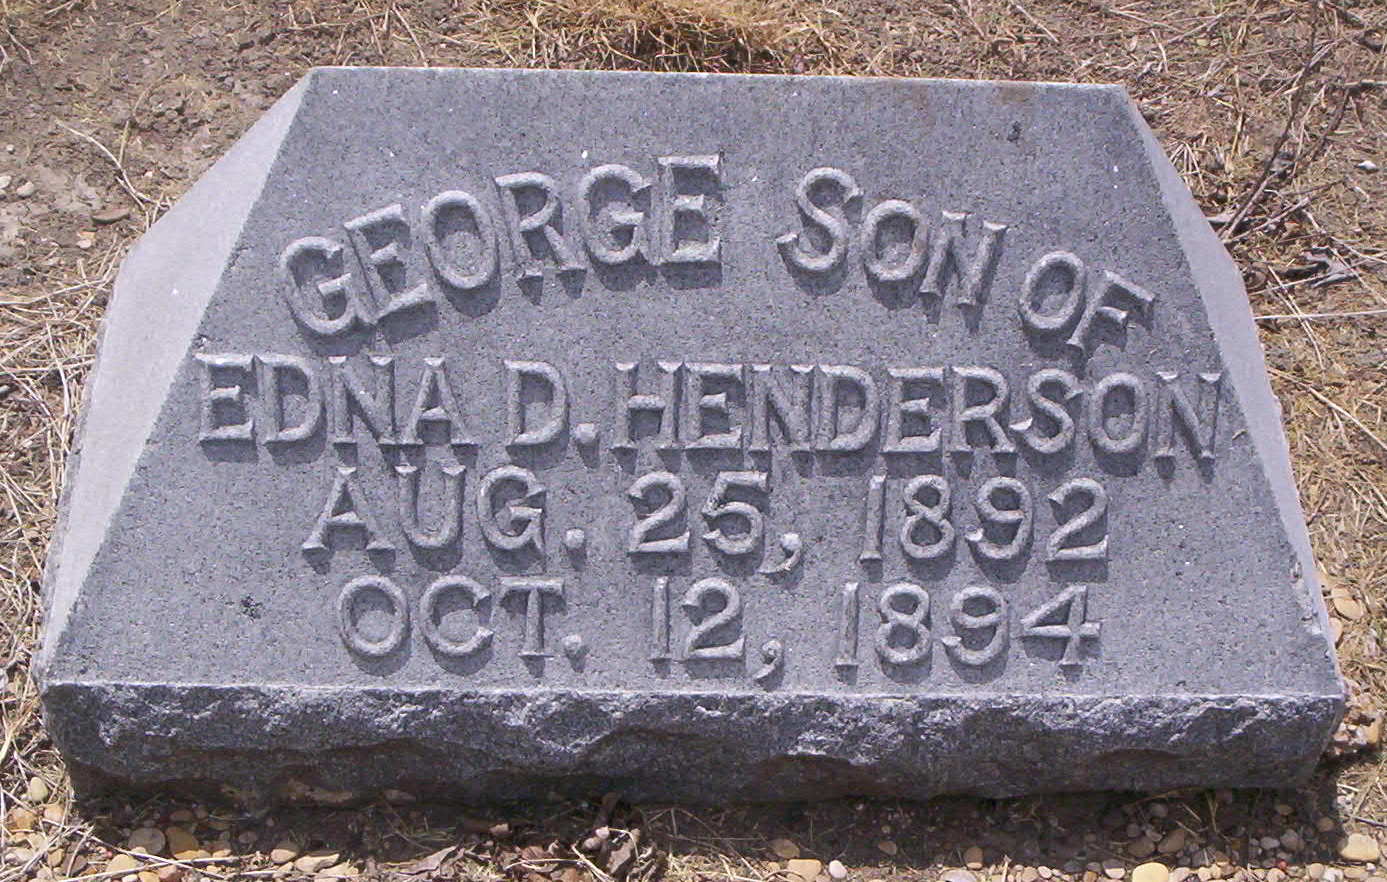 GEORGE SON OF
EDNA D. HENDERSON
AUG. 25, 1892
OCT. 12, 1894